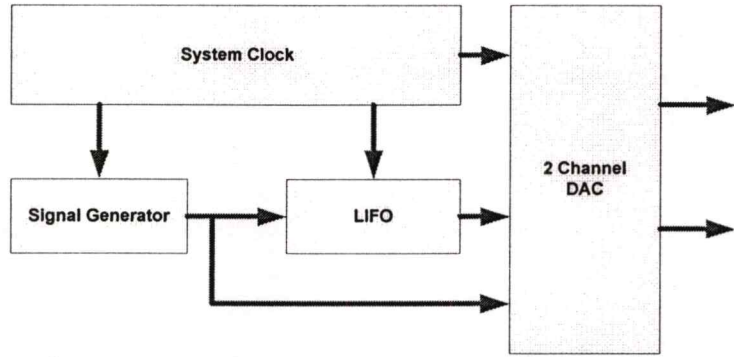 System Clock
Signal Generator
LIFO
2 Channel
DAC